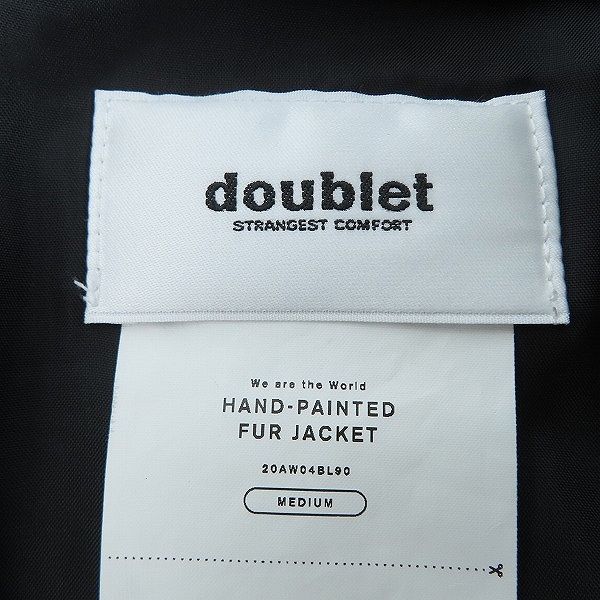 doublet
STRANGEST COMFORT
We are the World
HAND-PAINTED
FUR JACKET
20AW04BL90
MEDIUM